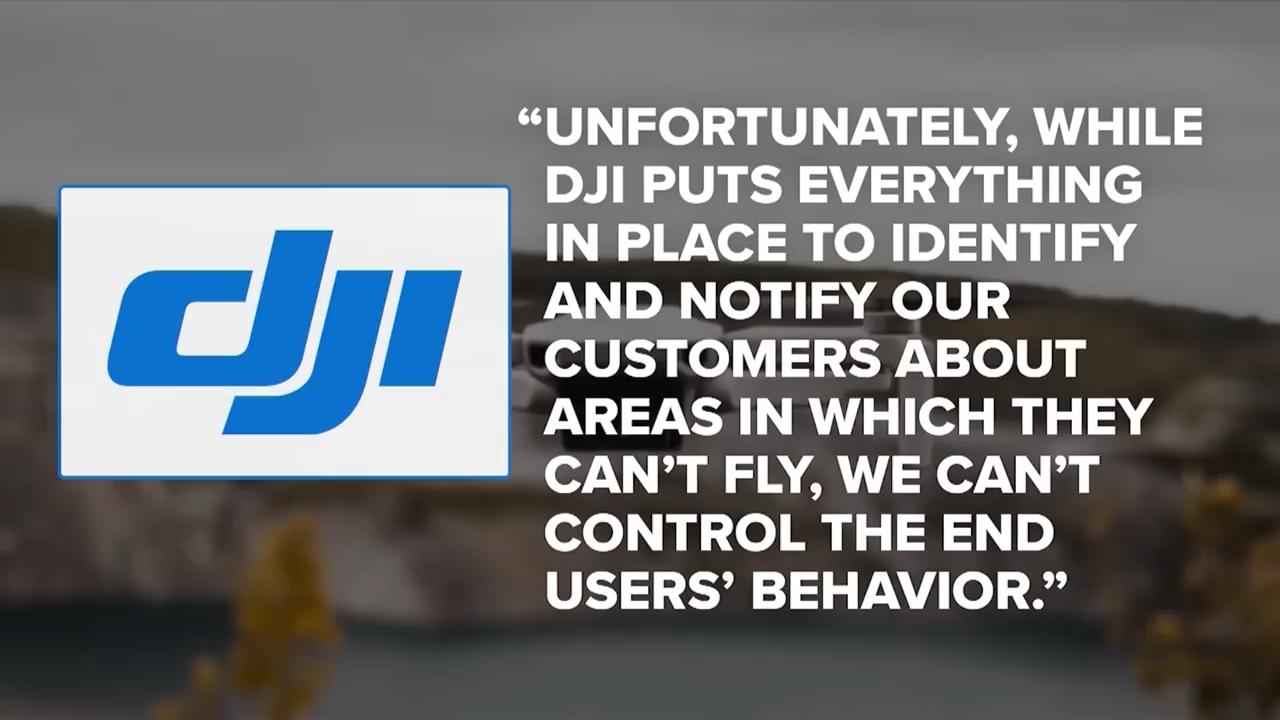 dji
“UNFORTUNATELY, WHILE
DJI PUTS EVERYTHING
IN PLACE TO IDENTIFY
AND NOTIFY OUR
CUSTOMERS ABOUT
AREAS IN WHICH THEY
CAN’T FLY, WE CAN’T
CONTROL THE END
USERS’ BEHAVIOR.”